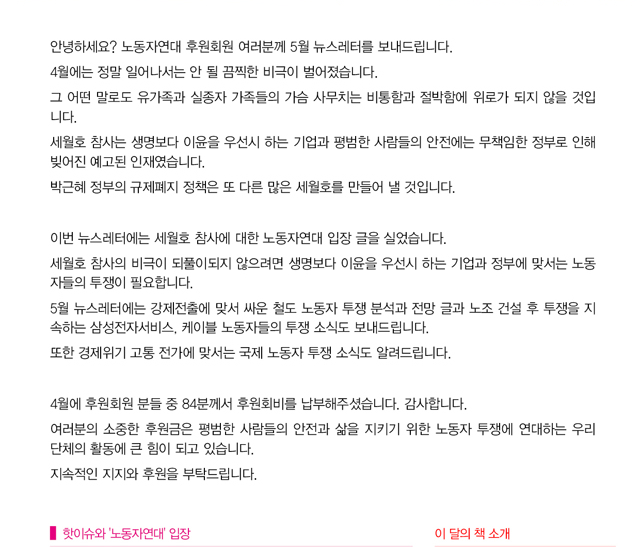 안녕하세요? 노동자연대 후원회원 여러분께 5월 뉴스레터를 보내드립니다.
4월에는 정말 일어나서는 안 될 끔찍한 비극이 벌어졌습니다.
그 어떤 말로도 유가족과 실종자 가족들의 가슴 사무치는 비통함과 절박함에 위로가 되지 않을 것입
니다.
세월호 참사는 생명보다 이윤을 우선시 하는 기업과 평범한 사람들의 안전에는 무책임한 정부로 인해
빚어진 예고된 인재였습니다.
박근혜 정부의 규제폐지 정책은 또 다른 많은 세월호를 만들어 낼 것입니다.
이번 뉴스레터에는 세월호 참사에 대한 노동자연대 입장 글을 실었습니다.
세월호 참사의 비극이 되풀이되지 않으려면 생명보다 이윤을 우선시 하는 기업과 정부에 맞서는 노동
자들의 투쟁이 필요합니다.
5월 뉴스레터에는 강제전출에 맞서 싸운 철도 노동자 투쟁 분석과 전망 글과 노조 건설 후 투쟁을 지
속하는 삼성전자서비스, 케이블 노동자들의 투쟁 소식도 보내드립니다.
또한 경제위기 고통 전가에 맞서는 국제 노동자 투쟁 소식도 알려드립니다.
4월에 후원회원 분들 중 84분께서 후원회비를 납부해주셨습니다. 감사합니다.
여러분의 소중한 후원금은 평범한 사람들의 안전과 삶을 지키기 위한 노동자 투쟁에 연대하는 우리
단체의 활동에 큰 힘이 되고 있습니다.
지속적인 지지와 후원을 부탁드립니다.
핫이슈와 '노동자연대' 입장
이 달의 책 소개